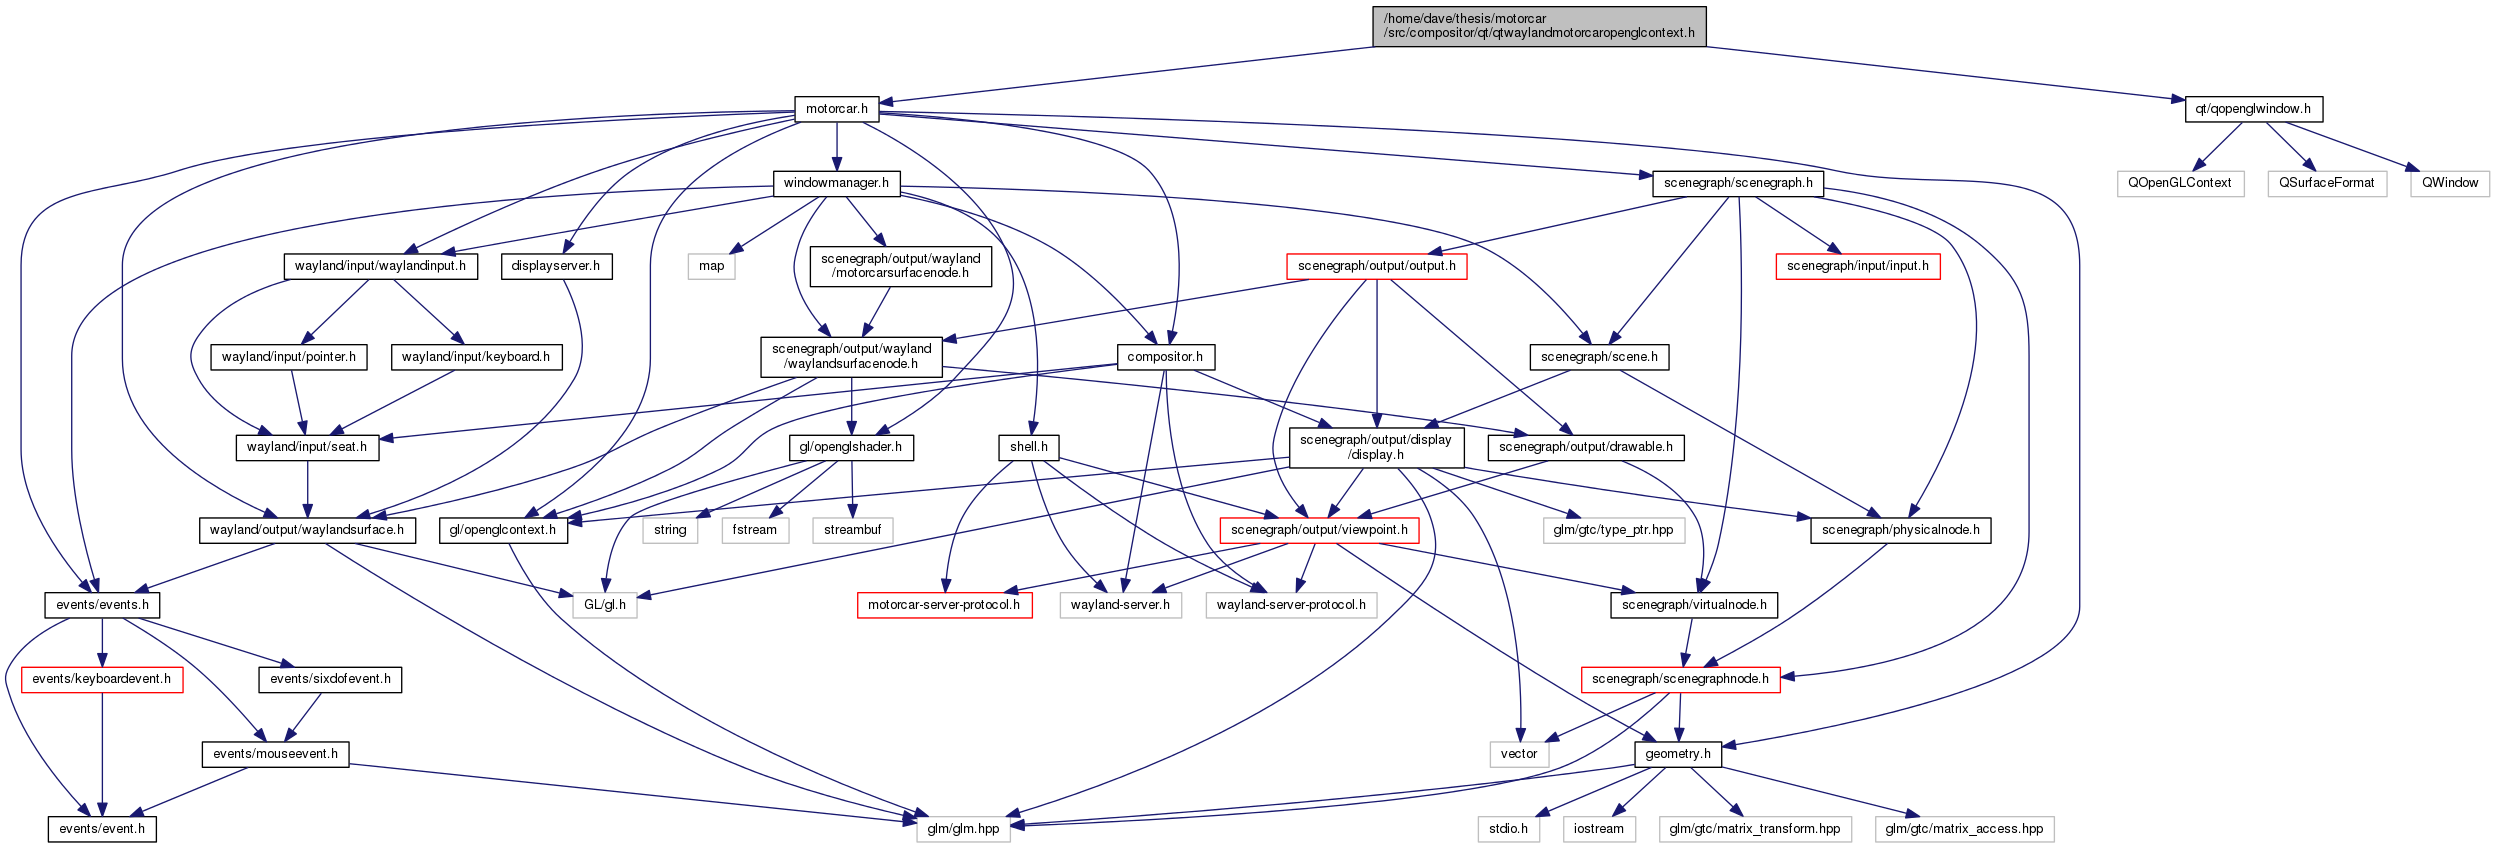 /home/dave/thesis/motorcar
/src/compositor/qt/qtwaylandmotorcaropenglcontext.h
motorcar.h
qt/qopenglwindow.h
windowmanager.h
scenegraph/scenegraph.h
QOpenGLContext
QSurfaceFormat
QWindow
wayland/input/waylandinput.h
displayserver.h
map
scenegraph/output/wayland
/motorcarsurfacenode.h
scenegraph/output/output.h
scenegraph/input/input.h
wayland/input/pointer.h
wayland/input/keyboard.h
scenegraph/output/wayland
/waylandsurfacenode.h
compositor.h
scenegraph/scene.h
wayland/input/seat.h
gl/openglshader.h
shell.h
scenegraph/output/display
/display.h
scenegraph/output/drawable.h
wayland/output/waylandsurface.h
gl/openglcontext.h
string
fstream
streambuf
scenegraph/output/viewpoint.h
glm/gtc/type_ptr.hpp
scenegraph/physicalnode.h
events/events.h
GL/gl.h
motorcar-server-protocol.h
wayland-server.h
wayland-server-protocol.h
scenegraph/virtualnode.h
events/keyboardevent.h
events/sixdofevent.h
scenegraph/scenegraphnode.h
events/mouseevent.h
vector
geometry.h
events/event.h
glm/glm.hpp
stdio.h
iostream
glm/gtc/matrix_transform.hpp
glm/gtc/matrix_access.hpp